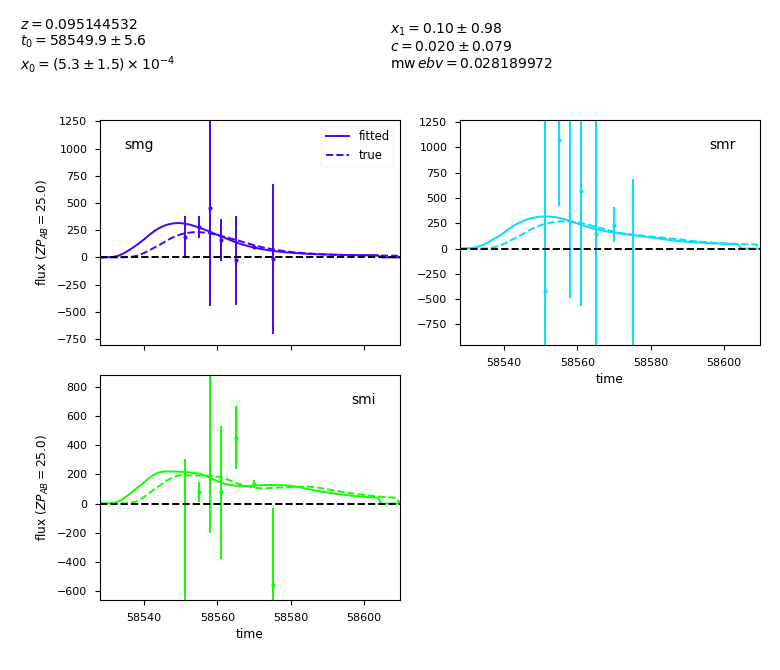 z = 0.095144532
t₀ = 58549.9 ± 5.6
x₀ = (5.3 ± 1.5) × 10⁻⁴
x₁ = 0.10 ± 0.98
c = 0.020 ± 0.079
mw ebv = 0.028189972
smg
fitted
true
1250
1000
750
500
250
0
−250
−500
−750
flux (ZP_AB = 25.0)
smr
1250
1000
750
500
250
0
−250
−500
−750
58540 58560 58580 58600
time
smi
800
600
400
200
0
−200
−400
−600
flux (ZP_AB = 25.0)
58540 58560 58580 58600
time